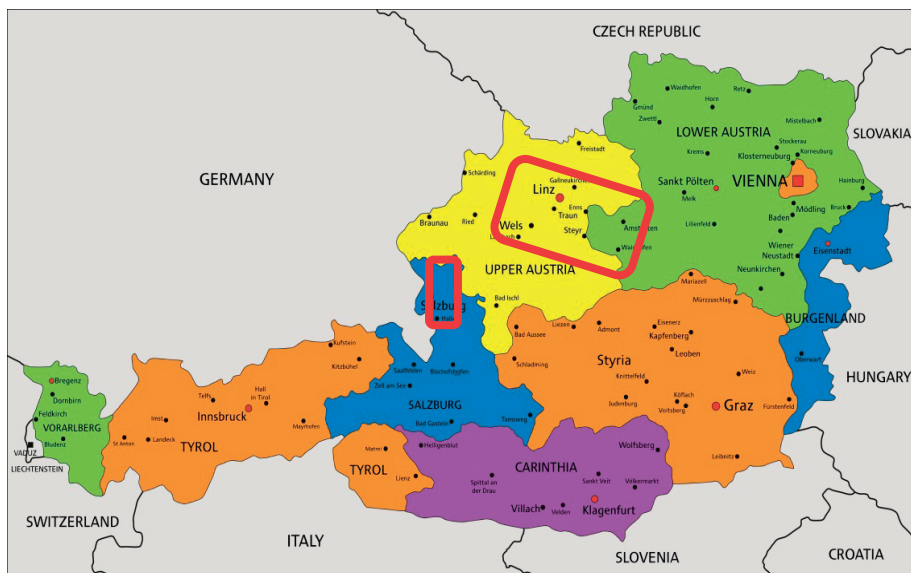 CZECH REPUBLIC
Waidhofen
Retz
Gmünd
Horn
Zwettl
Mistelbach
LOWER AUSTRIA
SLOVAKIA
Freistadt
Stockerau
Krems
Korneuburg
Klosterneuburg
GERMANY
Schärding
Linz
Sankt Pölten
VIENNA
Melk
Hainburg
Enns
Traun
Mödling
Bruck
Braunau
Ried
Wels
Steyr
Baden
Lilienfeld
Wiener
Neustadt
Eisenstadt
UPPER AUSTRIA
Neunkirchen
Mariazell
Bad Ischl
Mürzzuschlag
Salzburg
BURGENLAND
Bad Aussee
Liezen
Admont
Eisenerz
Kapfenberg
Kufstein
Kitzbühel
Leoben
Oberwart
Saalfelden
Bischofshofen
Schladming
Styria
Weiz
HUNGARY
Bregenz
Dornbirn
Zell am See
Knittelfeld
Telfs
Hall
in Tirol
Innsbruck
SALZBURG
Judenburg
Köflach
Voitsberg
Graz
Fürstenfeld
Feldkirch
VORARLBERG
Imst
Mayrhofen
Bad Gastein
Tamsweg
Bludenz
St Anton
Landeck
TYROL
Matrei
Heiligenblut
Wolfsberg
Leibnitz
VADUZ
LIECHTENSTEIN
TYROL
Lienz
CARINTHIA
Spittal an
der Drau
Sankt Veit
Völkermarkt
Villach
Velden
Klagenfurt
SWITZERLAND
ITALY
SLOVENIA
CROATIA